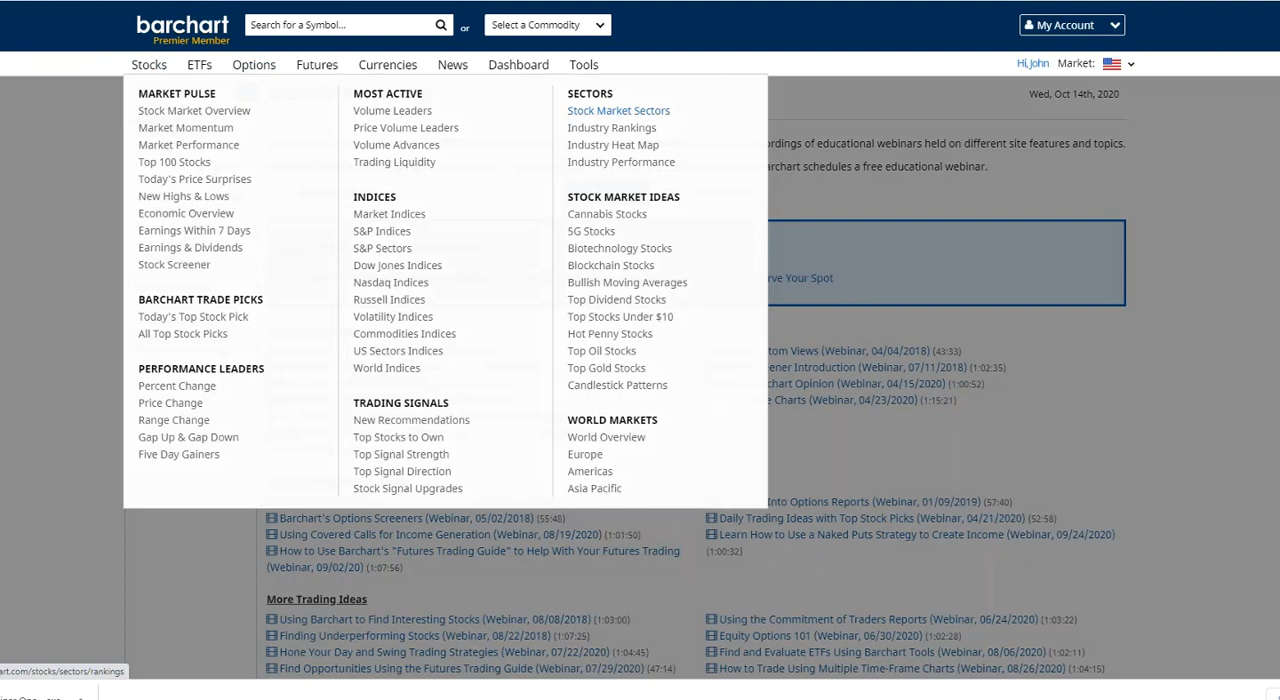 barchart
Premier Member
Search for a Symbol...
or
Select a Commodity
My Account
Stocks ETFs Options Futures Currencies News Dashboard Tools
Hi, John Market:
Wed, Oct 14th, 2020
MARKET PULSE
Stock Market Overview
Market Momentum
Market Performance
Top 100 Stocks
Today's Price Surprises
New Highs & Lows
Economic Overview
Earnings Within 7 Days
Earnings & Dividends
Stock Screener
BARCHART TRADE PICKS
Today's Top Stock Pick
All Top Stock Picks
PERFORMANCE LEADERS
Percent Change
Price Change
Range Change
Gap Up & Gap Down
Five Day Gainers
MOST ACTIVE
Volume Leaders
Price Volume Leaders
Volume Advances
Trading Liquidity
INDICES
Market Indices
S&P Indices
S&P Sectors
Dow Jones Indices
Nasdaq Indices
Russell Indices
Volatility Indices
Commodities Indices
US Sectors Indices
World Indices
TRADING SIGNALS
New Recommendations
Top Stocks to Own
Top Signal Strength
Top Signal Direction
Stock Signal Upgrades
SECTORS
Stock Market Sectors
Industry Rankings
Industry Heat Map
Industry Performance
STOCK MARKET IDEAS
Cannabis Stocks
5G Stocks
Biotechnology Stocks
Blockchain Stocks
Bullish Moving Averages
Top Dividend Stocks
Top Stocks Under $10
Hot Penny Stocks
Top Oil Stocks
Top Gold Stocks
Candlestick Patterns
WORLD MARKETS
World Overview
Europe
Americas
Asia Pacific
rdings of educational webinars held on different site features and topics.
archart schedules a free educational webinar.
rve Your Spot
tom Views (Webinar, 04/04/2018) (43:33)
ener Introduction (Webinar, 07/11/2018) (1:02:35)
chart Opinion (Webinar, 04/15/2020) (1:00:52)
e Charts (Webinar, 04/23/2020) (1:15:21)
Into Options Reports (Webinar, 01/09/2019) (57:40)
Barchart's Options Screeners (Webinar, 05/02/2018) (55:48)
Daily Trading Ideas with Top Stock Picks (Webinar, 04/21/2020) (52:58)
Using Covered Calls for Income Generation (Webinar, 08/19/2020) (1:01:50)
Learn How to Use a Naked Puts Strategy to Create Income (Webinar, 09/24/2020)
(1:00:32)
How to Use Barchart's "Futures Trading Guide" to Help With Your Futures Trading
(Webinar, 09/02/20) (1:07:56)
More Trading Ideas
Using Barchart to Find Interesting Stocks (Webinar, 08/08/2018) (1:03:00)
Using the Commitment of Traders Reports (Webinar, 06/24/2020) (1:03:22)
Finding Underperforming Stocks (Webinar, 08/22/2018) (1:07:25)
Equity Options 101 (Webinar, 06/30/2020) (1:02:28)
Hone Your Day and Swing Trading Strategies (Webinar, 07/22/2020) (1:04:45)
Find and Evaluate ETFs Using Barchart Tools (Webinar, 08/06/2020) (1:02:11)
Find Opportunities Using the Futures Trading Guide (Webinar, 07/29/2020) (47:14)
How to Trade Using Multiple Time-Frame Charts (Webinar, 08/26/2020) (1:04:15)
art.com/stocks/sectors/rankings